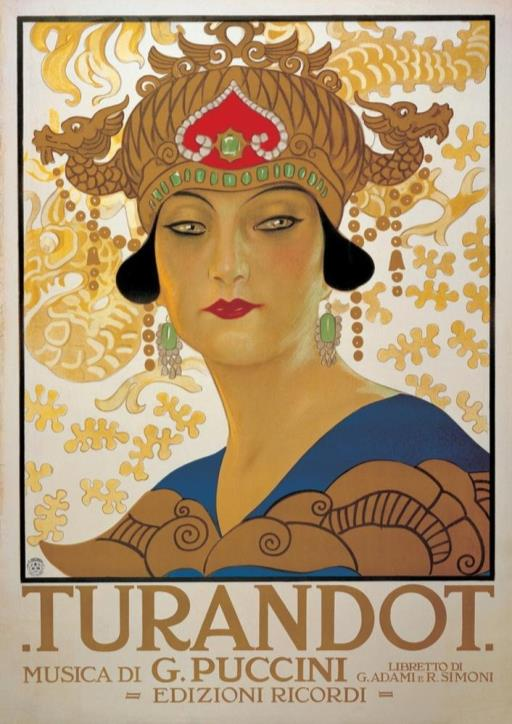 .TURANDOT.
MUSICA DI G. PUCCINI
LIBRETTO DI
G. ADAMI E R. SIMONI
= EDIZIONI RICORDI =